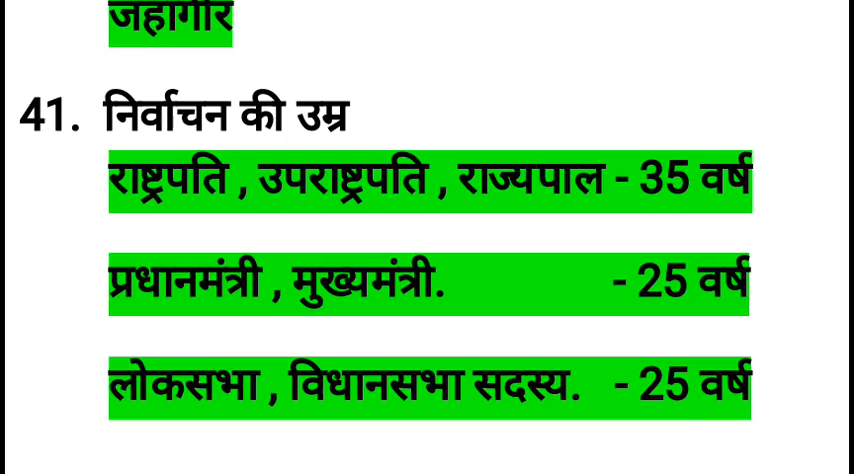 जहांगीर
41. निर्वाचन की उम्र
राष्ट्रपति , उपराष्ट्रपति , राज्यपाल - 35 वर्ष
प्रधानमंत्री , मुख्यमंत्री. - 25 वर्ष
लोकसभा , विधानसभा सदस्य. - 25 वर्ष